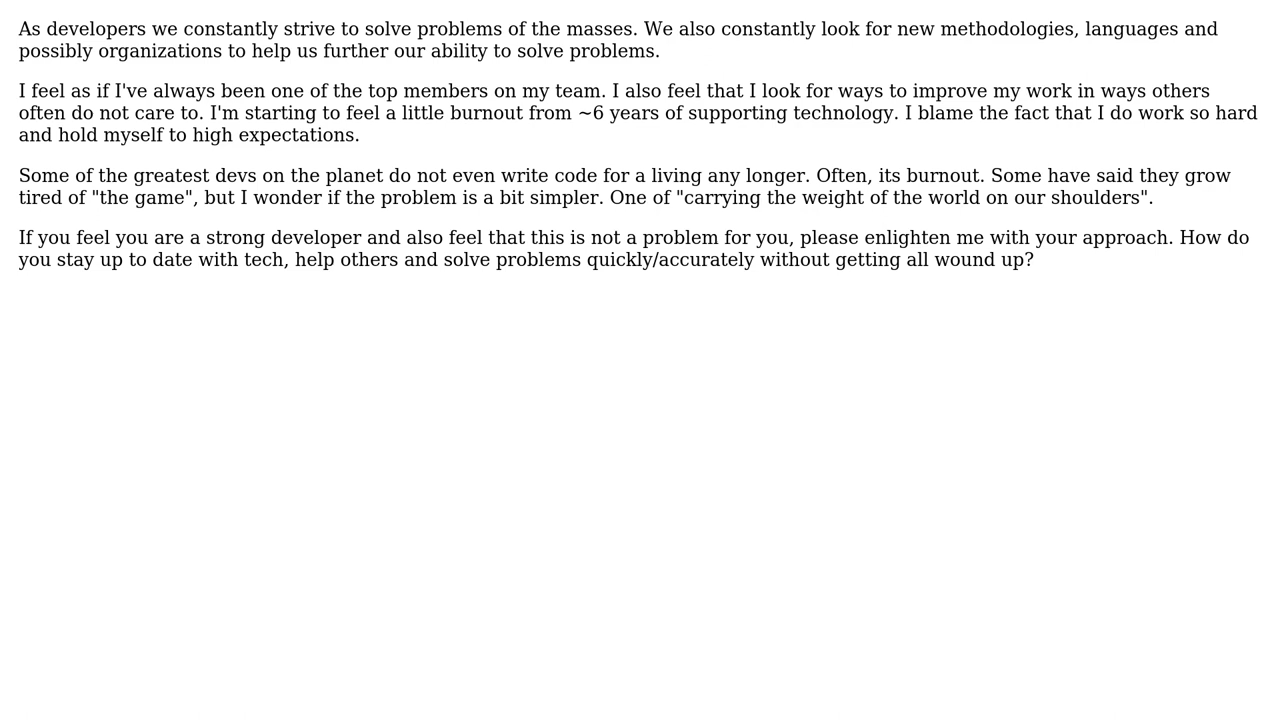 As developers we constantly strive to solve problems of the masses. We also constantly look for new methodologies, languages and
possibly organizations to help us further our ability to solve problems.
I feel as if I've always been one of the top members on my team. I also feel that I look for ways to improve my work in ways others
often do not care to. I'm starting to feel a little burnout from ~6 years of supporting technology. I blame the fact that I do work so hard
and hold myself to high expectations.
Some of the greatest devs on the planet do not even write code for a living any longer. Often, its burnout. Some have said they grow
tired of "the game", but I wonder if the problem is a bit simpler. One of "carrying the weight of the world on our shoulders".
If you feel you are a strong developer and also feel that this is not a problem for you, please enlighten me with your approach. How do
you stay up to date with tech, help others and solve problems quickly/accurately without getting all wound up?